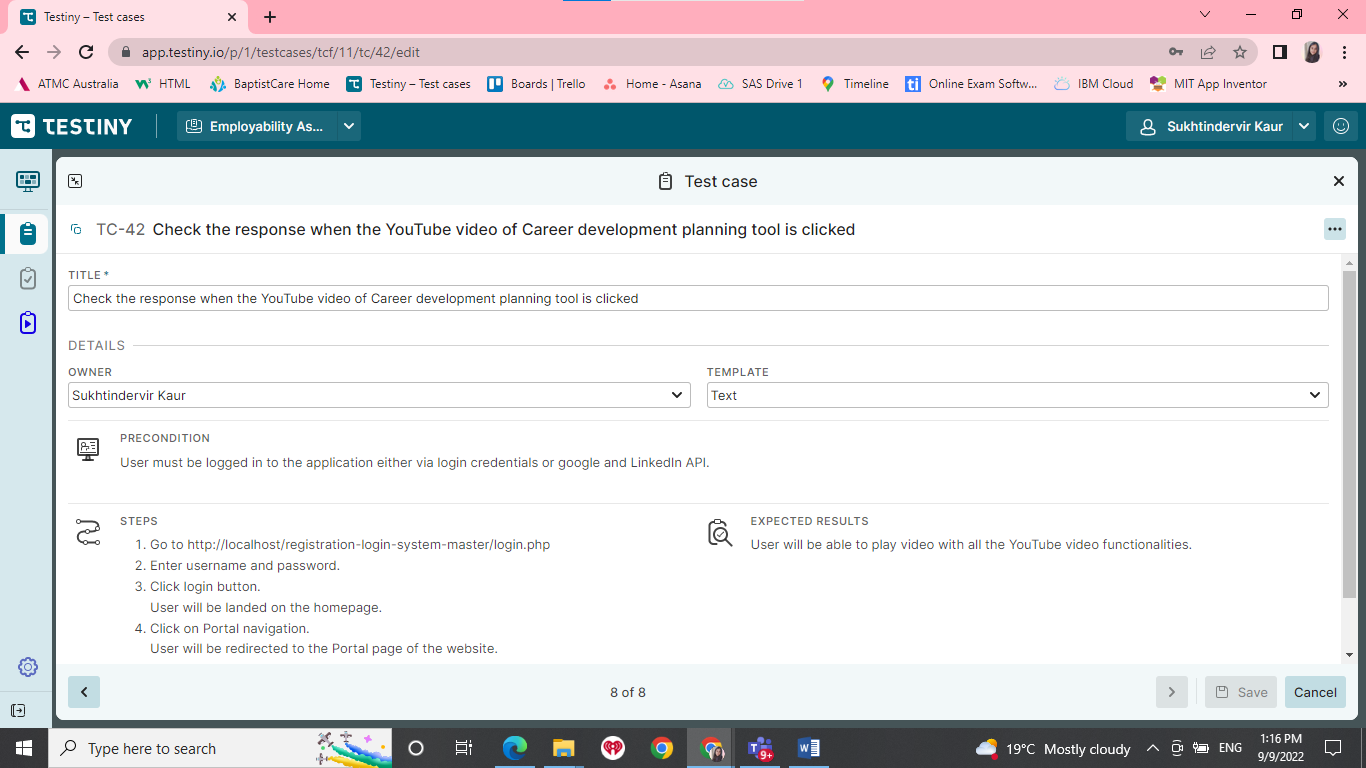 Testiny – Test cases
app.testiny.io/p/1/testcases/tcf/11/tc/42/edit
ATMC Australia HTML BaptistCare Home Testiny – Test cases Boards | Trello Home - Asana SAS Drive 1 Timeline Online Exam Softw... IBM Cloud MIT App Inventor »
TESTINY Employability As... Sukhtindervir Kaur
Test case
TC-42 Check the response when the YouTube video of Career development planning tool is clicked
TITLE *
Check the response when the YouTube video of Career development planning tool is clicked
DETAILS
OWNER TEMPLATE
Sukhtindervir Kaur Text
PRECONDITION
User must be logged in to the application either via login credentials or google and LinkedIn API.
STEPS EXPECTED RESULTS
1. Go to http://localhost/registration-login-system-master/login.php User will be able to play video with all the YouTube video functionalities.
2. Enter username and password.
3. Click login button.
User will be landed on the homepage.
4. Click on Portal navigation.
User will be redirected to the Portal page of the website.
8 of 8 Save Cancel
Type here to search 9+ 19°C Mostly cloudy ENG 1:16 PM
9/9/2022